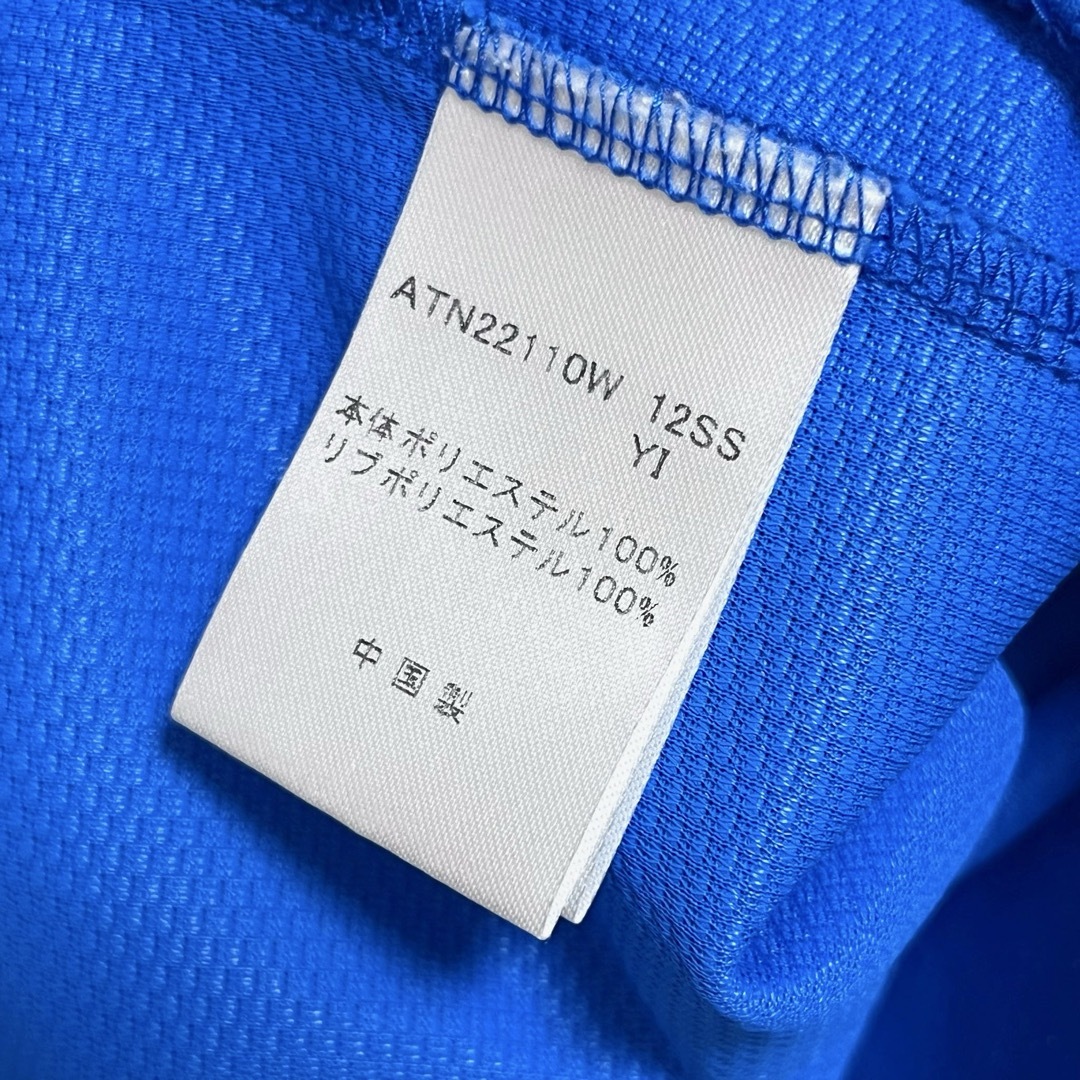 ATN22110W 12SS
YI
本体ポリエステル100%
リブポリエステル100%
中国製